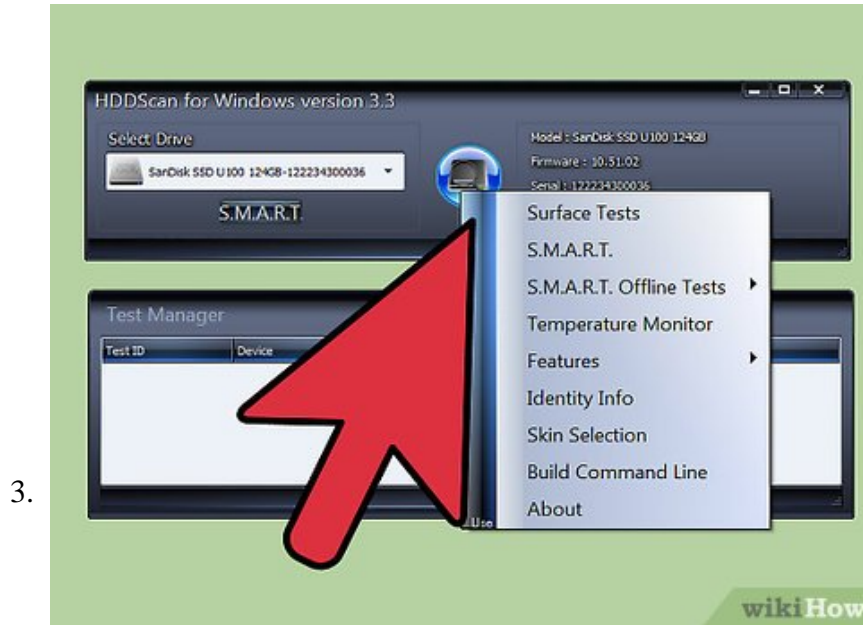 HDDScan for Windows version 3.3
Select Drive
SanDisk SSD U100 124GB-122234300036
S.M.A.R.T.
Model : SanDisk SSD U100 124GB
Firmware : 10.51.02
Serial : 122234300036
Surface Tests
S.M.A.R.T.
S.M.A.R.T. Offline Tests
Temperature Monitor
Features
Identity Info
Skin Selection
Build Command Line
About
Test Manager
Test ID Device
3.
wikiHow